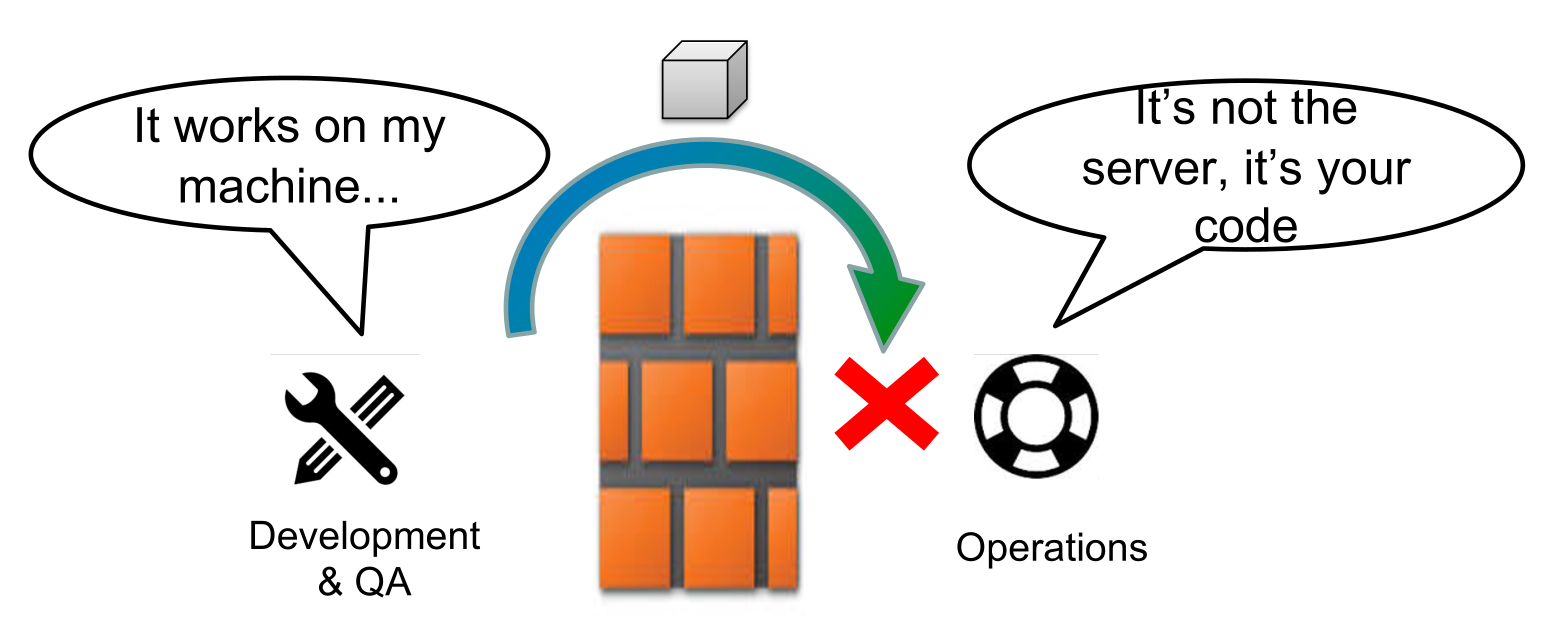 It works on my
machine...
It’s not the
server, it’s your
code
Development
& QA
Operations